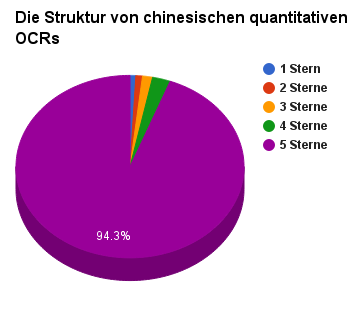 Die Struktur von chinesischen quantitativen
OCRs
1 Stern
2 Sterne
3 Sterne
4 Sterne
5 Sterne
94.3%